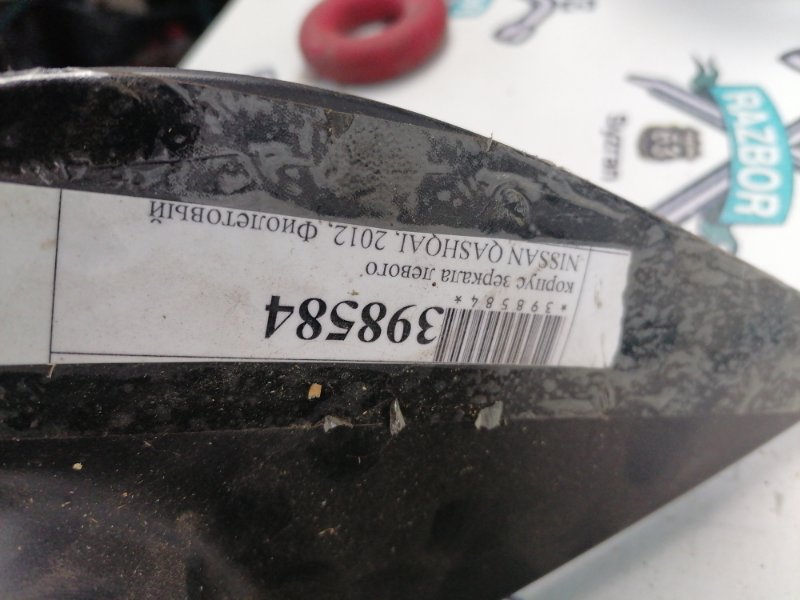 398584
*398584*
корпус зеркала левого
NISSAN QASHQAI, 2012, Фиолетовый
RAZBOR
Syzran